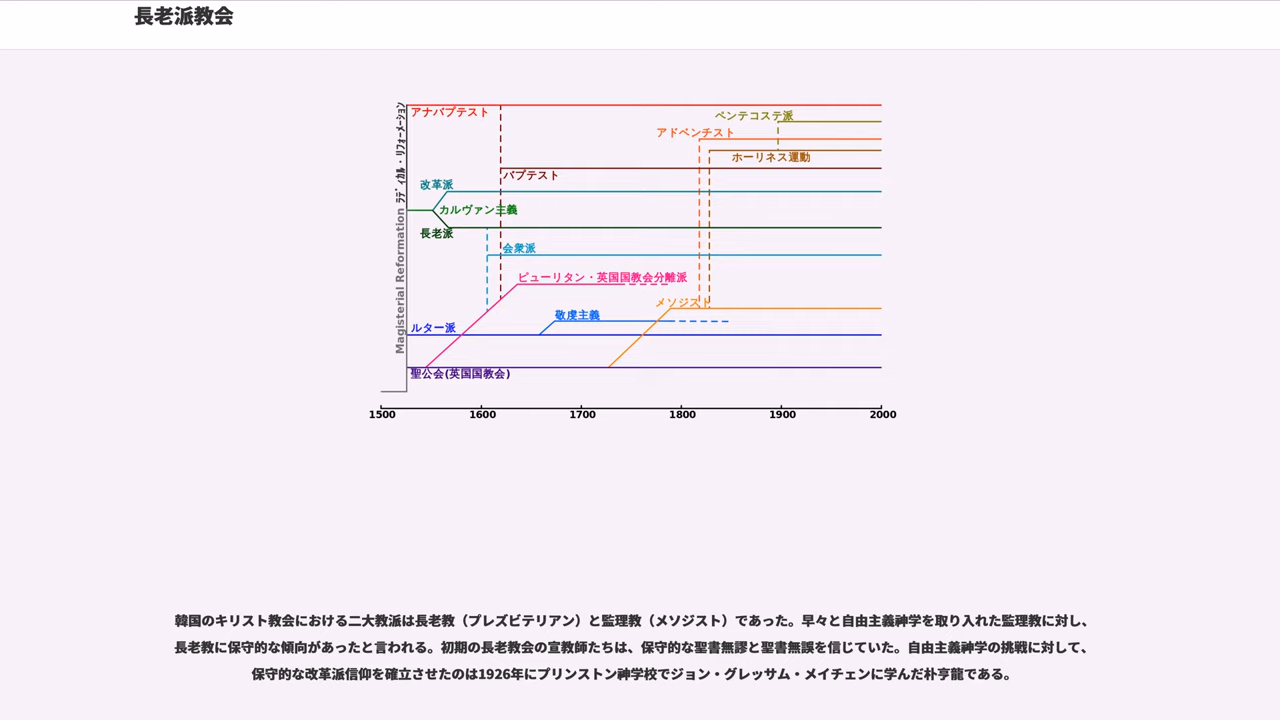 長老派教会
ラディカル・リフォーメーション
Magisterial Reformation
アナバプテスト
ペンテコステ派
アドベンチスト
ホーリネス運動
バプテスト
改革派
カルヴァン主義
長老派
会衆派
ピューリタン・英国国教会分離派
メソジスト
敬虔主義
ルター派
聖公会(英国国教会)
1500 1600 1700 1800 1900 2000
韓国のキリスト教会における二大教派は長老教（プレズビテリアン）と監理教（メソジスト）であった。早々と自由主義神学を取り入れた監理教に対し、
長老教に保守的な傾向があったと言われる。初期の長老教会の宣教師たちは、保守的な聖書無謬と聖書無誤を信じていた。自由主義神学の挑戦に対して、
保守的な改革派信仰を確立させたのは1926年にプリンストン神学校でジョン・グレッサム・メイチェンに学んだ朴亨龍である。